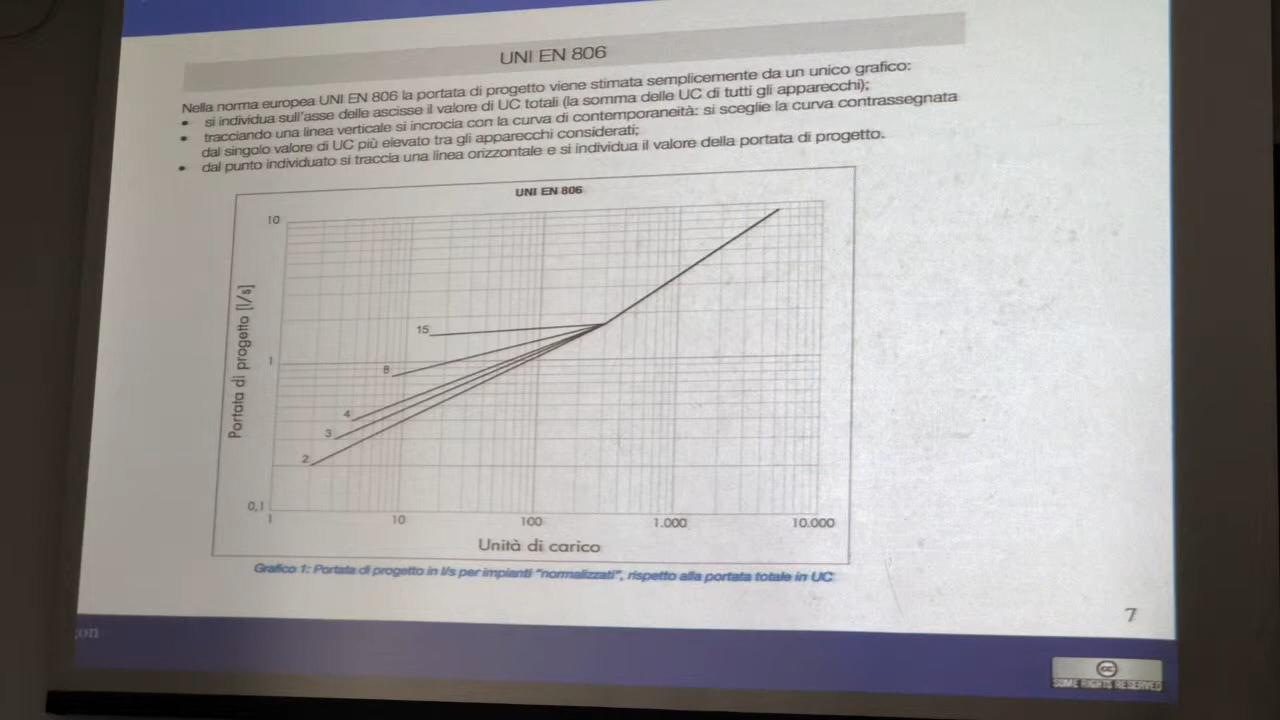 UNI EN 806
Nella norma europea UNI EN 806 la portata di progetto viene stimata semplicemente da un unico grafico:
• si individua sull'asse delle ascisse il valore di UC totali (la somma delle UC di tutti gli apparecchi);
• tracciando una linea verticale si incrocia con la curva di contemporaneità: si sceglie la curva contrassegnata
dal singolo valore di UC più elevato tra gli apparecchi considerati;
• dal punto individuato si traccia una linea orizzontale e si individua il valore della portata di progetto.
UNI EN 806
10
Portata di progetto [l/s]
15
1
8
4
3
2
0,1
1 10 100 1.000 10.000
Unità di carico
Grafico 1: Portata di progetto in l/s per impianti "normalizzati", rispetto alla portata totale in UC
7
on
cc
SOME RIGHTS RESERVED